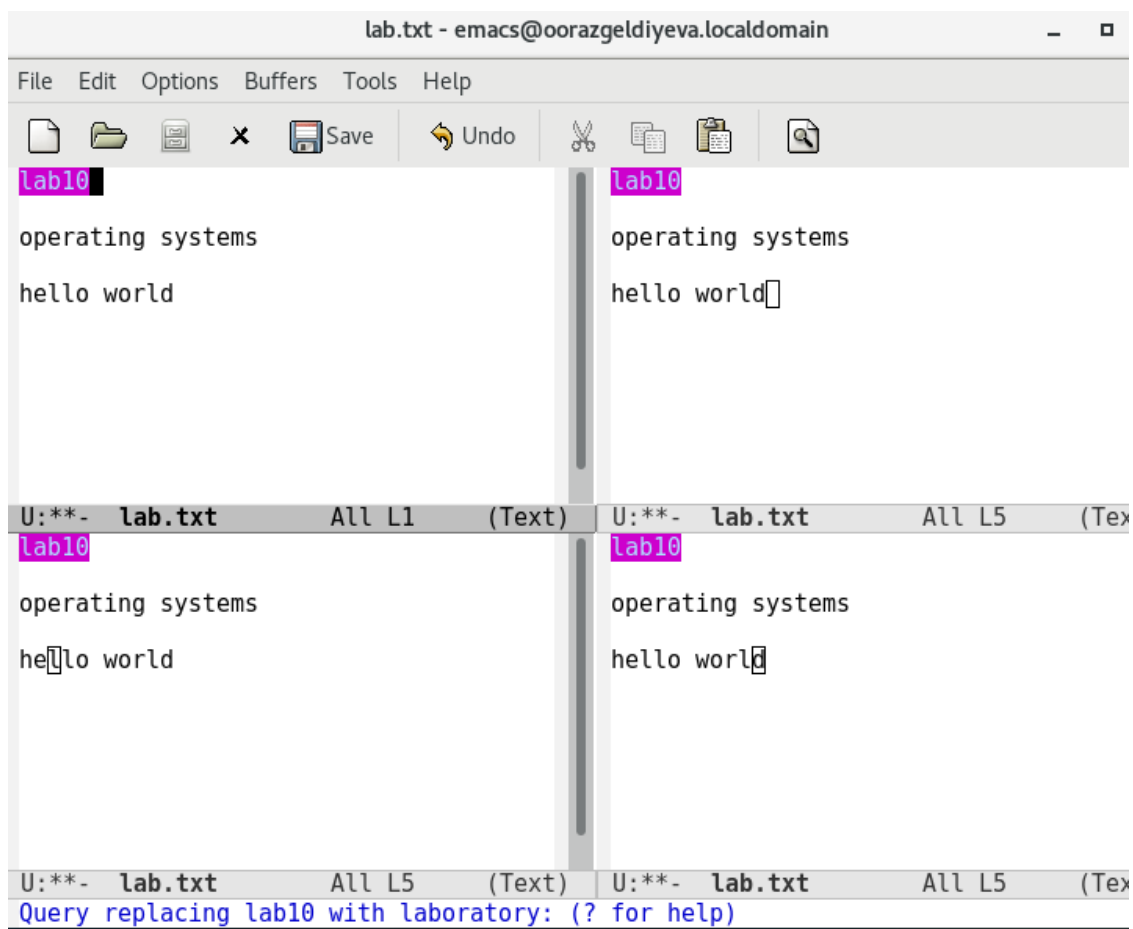 lab.txt - emacs@oorazgeldiyeva.localdomain
File Edit Options Buffers Tools Help
Save Undo
lab10
operating systems
hello world
U:**- lab.txt All L1 (Text)
lab10
operating systems
hello world
U:**- lab.txt All L5 (Tex
lab10
operating systems
hello world
U:**- lab.txt All L5 (Text)
lab10
operating systems
hello world
U:**- lab.txt All L5 (Tex
Query replacing lab10 with laboratory: (? for help)